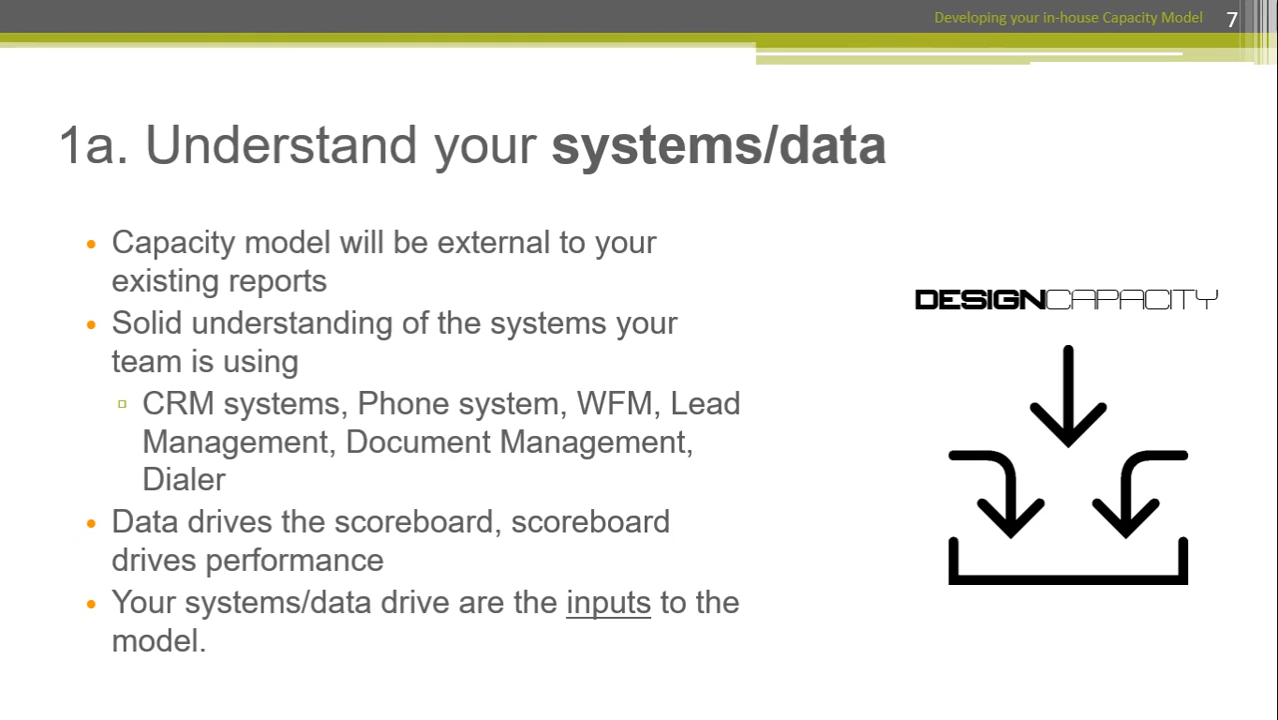 Developing your in-house Capacity Model 7
1a. Understand your systems/data
• Capacity model will be external to your
existing reports
• Solid understanding of the systems your
team is using
▫ CRM systems, Phone system, WFM, Lead
Management, Document Management,
Dialer
• Data drives the scoreboard, scoreboard
drives performance
• Your systems/data drive are the inputs to the
model.
DESIGNCAPACITY